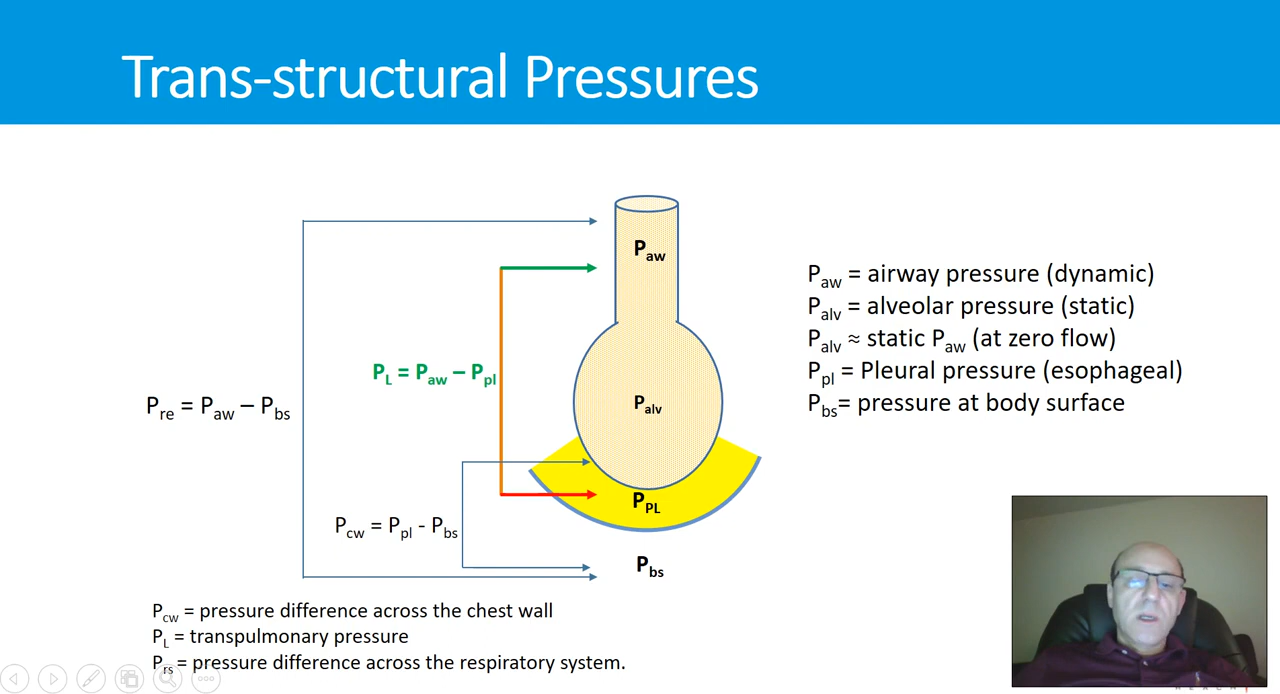 Trans-structural Pressures
Paw
PL = Paw – Ppl
Palv
Pre = Paw – Pbs
PPL
Pcw = Ppl - Pbs
Pbs
Paw = airway pressure (dynamic)
Palv = alveolar pressure (static)
Palv ≈ static Paw (at zero flow)
Ppl = Pleural pressure (esophageal)
Pbs= pressure at body surface
Pcw = pressure difference across the chest wall
PL = transpulmonary pressure
Prs = pressure difference across the respiratory system.